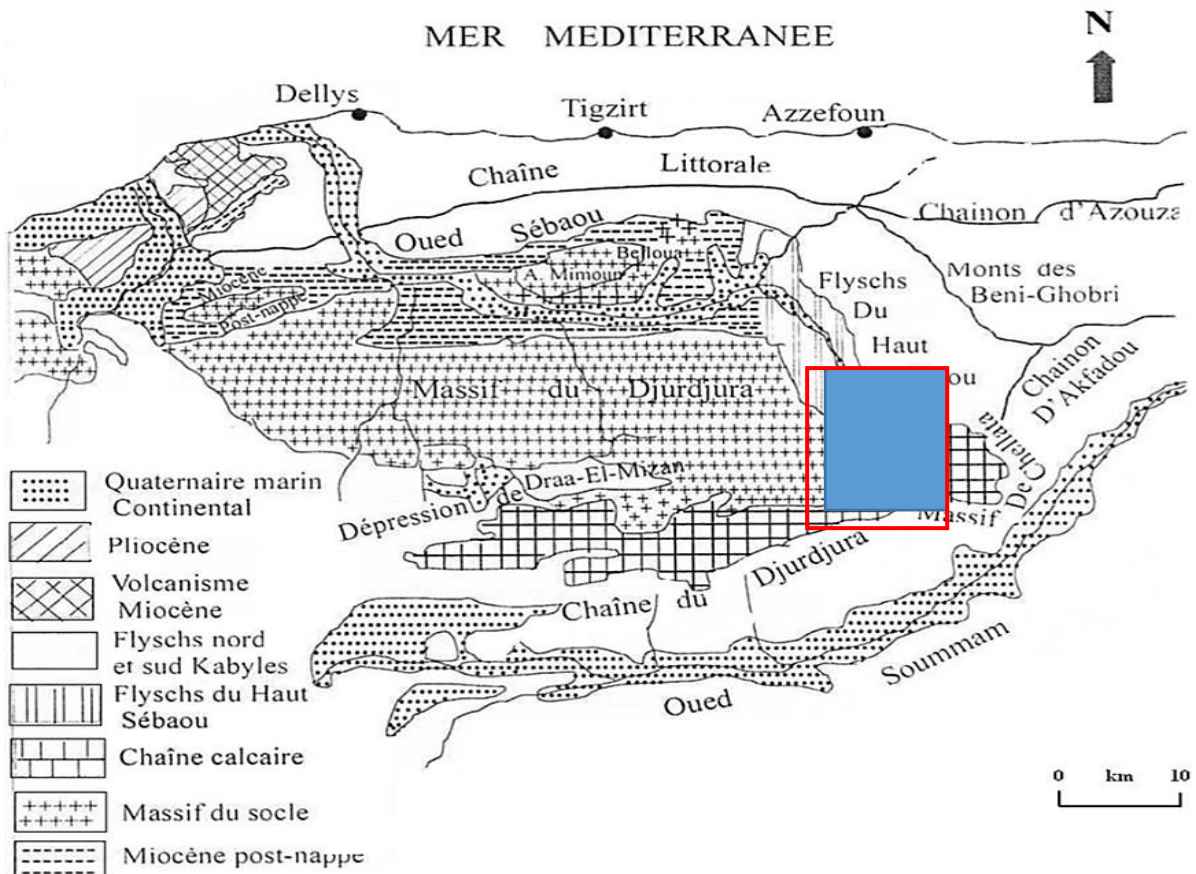 MER MEDITERRANEE
N
Dellys
Tigzirt
Azzefoun
Chaîne Littorale
Chainon d'Azouza
Oued Sébaou
Belloua
A. Mimoun
Miocène
Post-nappe
Flyschs
Du
Haut
ou
Monts des
Beni-Ghobri
Chainon
D'Akfadou
Massif du Djurdjura
Dépression de Draa-El-Mizan
Massif
De Chellata
Chaîne du Djurdjura
Oued Soummam
Quaternaire marin
Continental
Pliocène
Volcanisme
Miocène
Flyschs nord
et sud Kabyles
Flyschs du Haut
Sébaou
Chaîne calcaire
Massif du socle
Miocène post-nappe
0 km 10